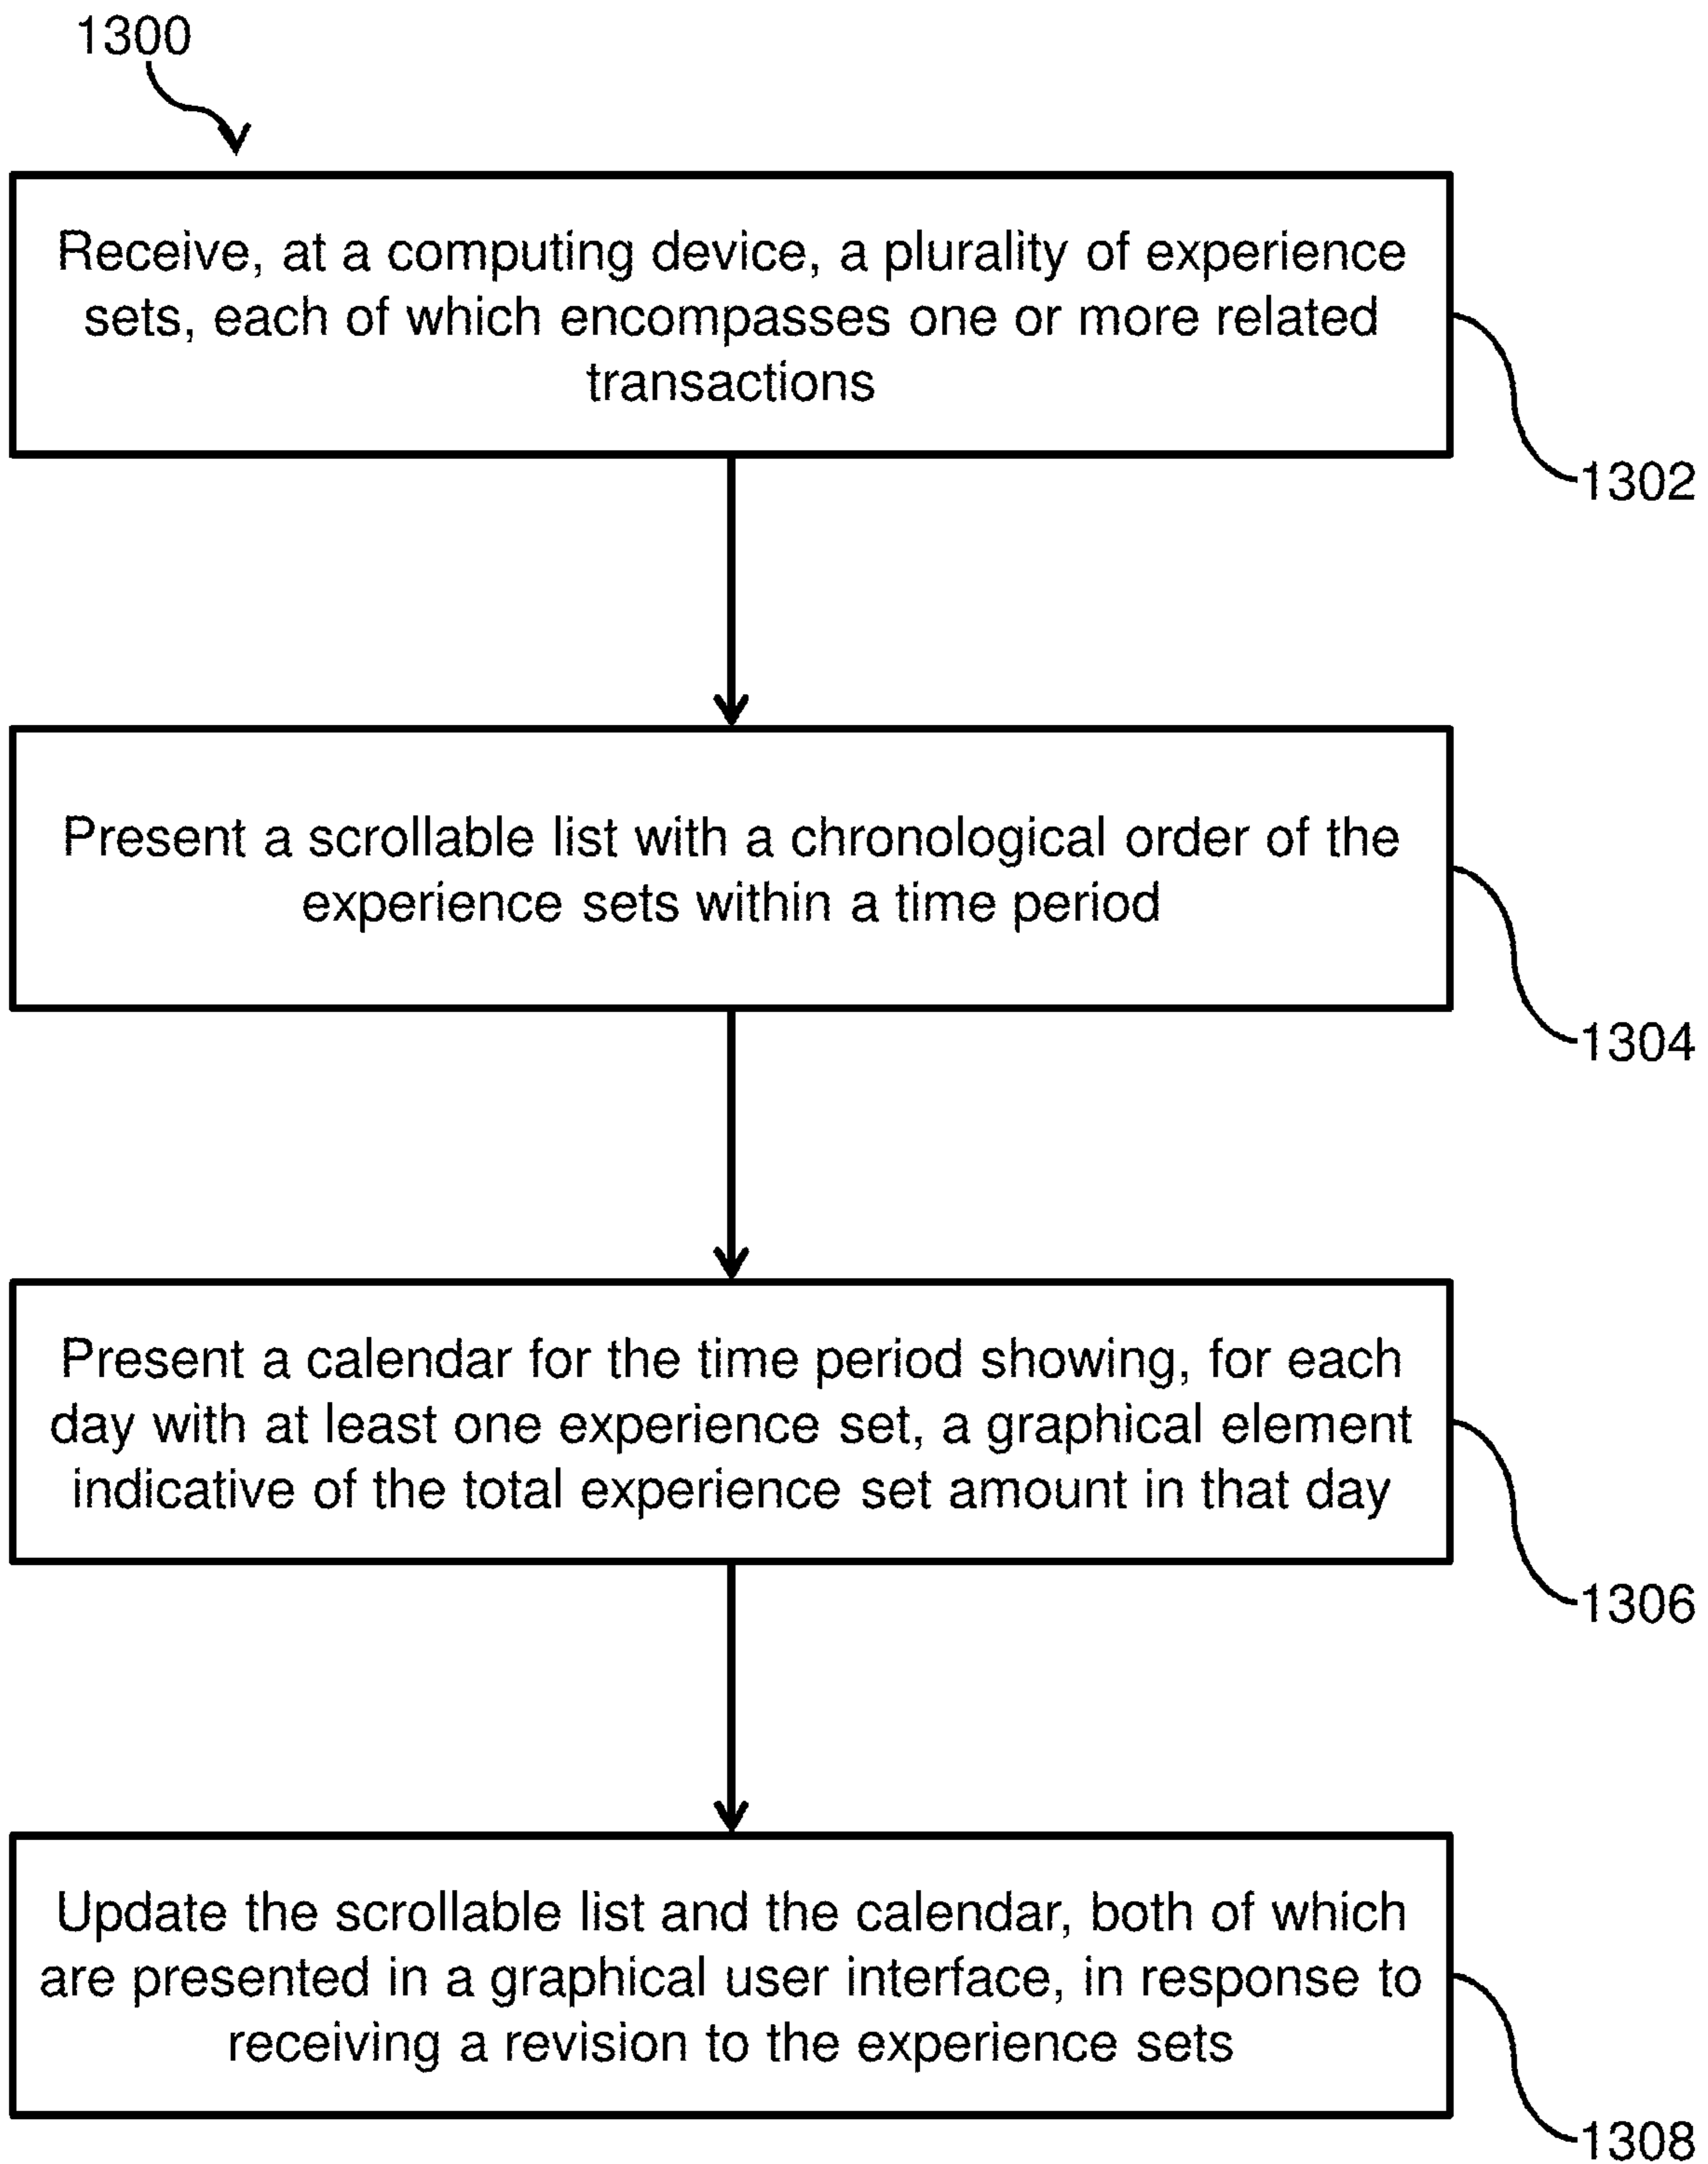 1300
Receive, at a computing device, a plurality of experience
sets, each of which encompasses one or more related
transactions
1302
Present a scrollable list with a chronological order of the
experience sets within a time period
1304
Present a calendar for the time period showing, for each
day with at least one experience set, a graphical element
indicative of the total experience set amount in that day
1306
Update the scrollable list and the calendar, both of which
are presented in a graphical user interface, in response to
receiving a revision to the experience sets
1308